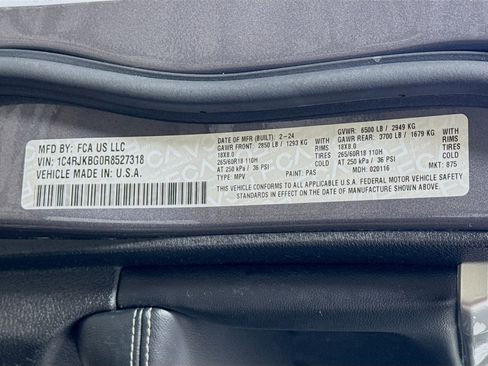 MFD BY: FCA US LLC
VIN: 1C4RJKBG0R8527318
VEHICLE MADE IN: U.S.A.
DATE OF MFR (BUILT): 2-24
GAWR FRONT: 2850 LB / 1293 KG
18X8.0
265/60R18 110H
AT 250 kPa / 36 PSI
TYPE: MPV
PAINT: PAS
WITH
RIMS
TIRES
COLD
GVWR: 6500 LB / 2949 KG
GAWR REAR: 3700 LB / 1679 KG
18X8.0
265/60R18 110H
AT 250 kPa / 36 PSI
MDH: 020116
WITH
RIMS
TIRES
COLD
MKT: 875
THIS VEHICLE CONFORMS TO ALL APPLICABLE U.S.A. FEDERAL MOTOR VEHICLE SAFETY
STANDARDS IN EFFECT ON THE DATE OF MANUFACTURE SHOWN ABOVE.